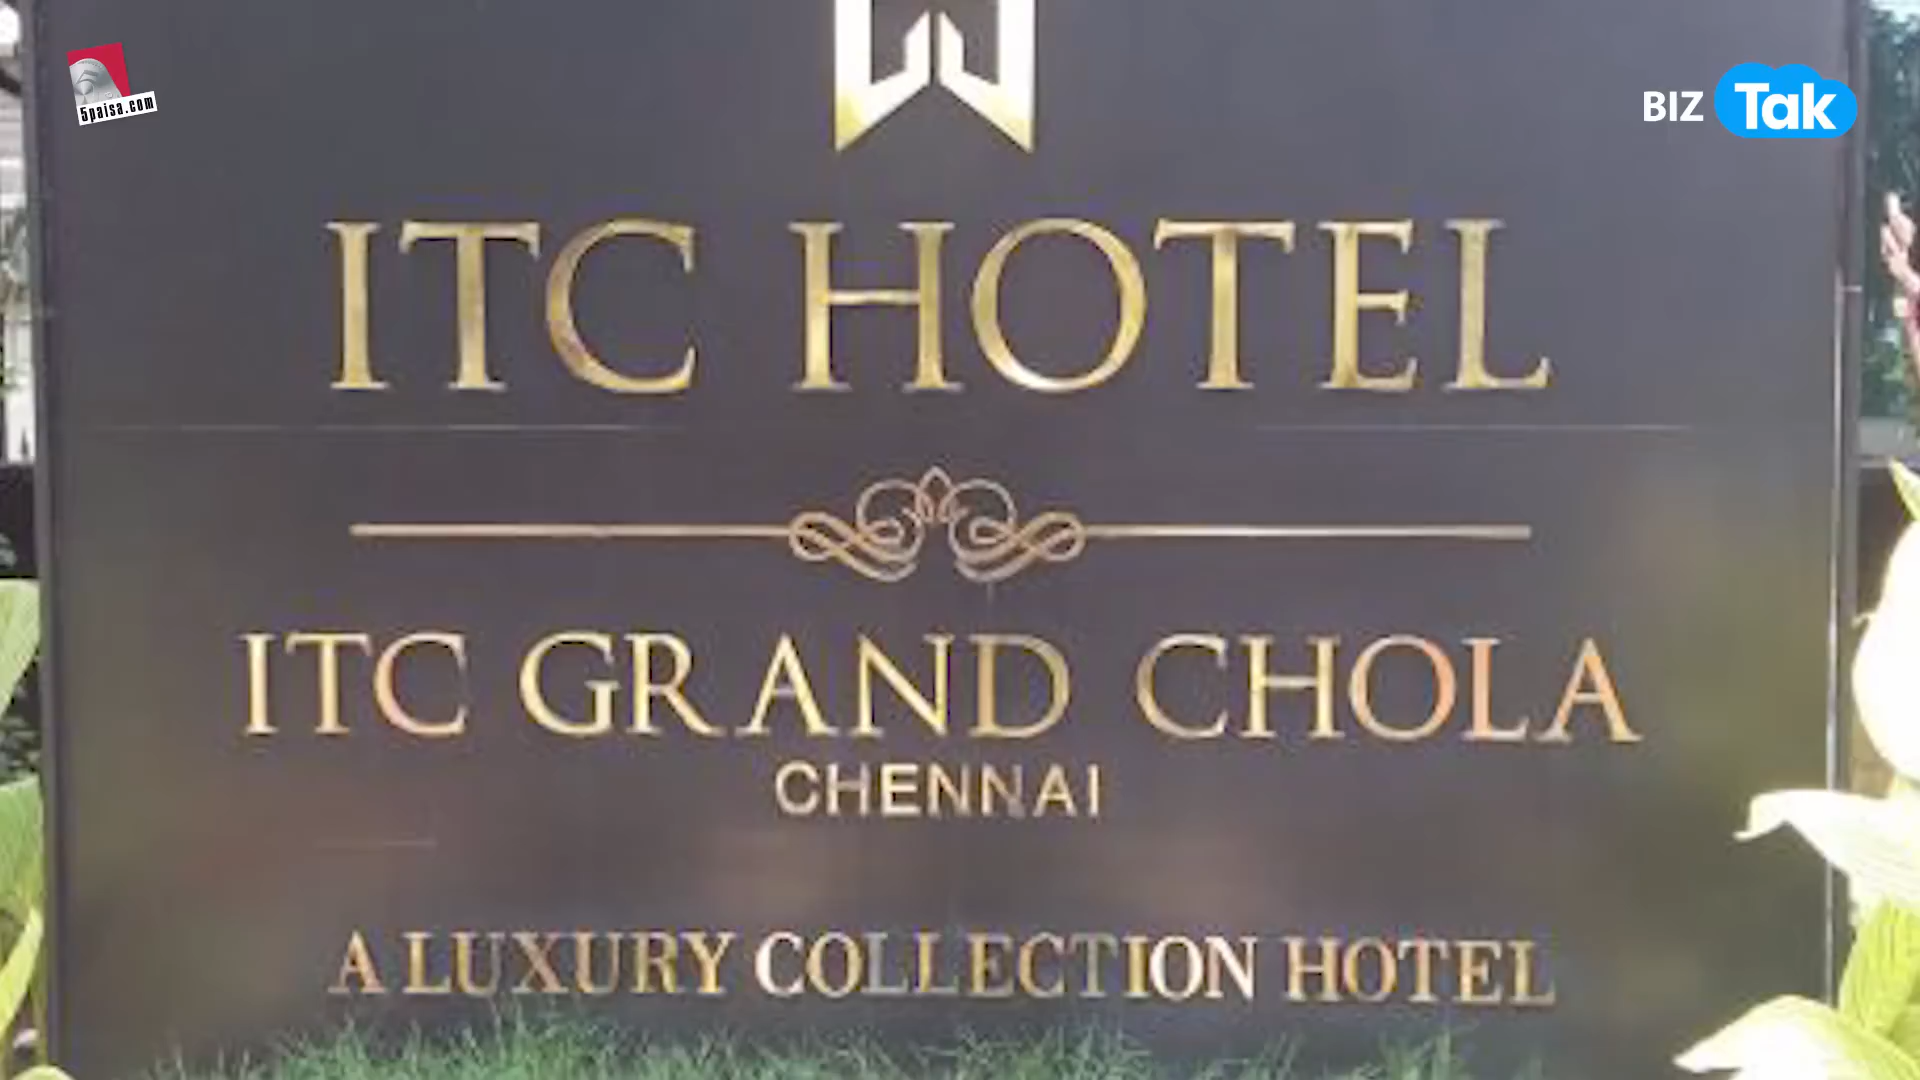 5paisa.com
BIZ Tak
ITC HOTEL
ITC GRAND CHOLA
CHENNAI
A LUXURY COLLECTION HOTEL